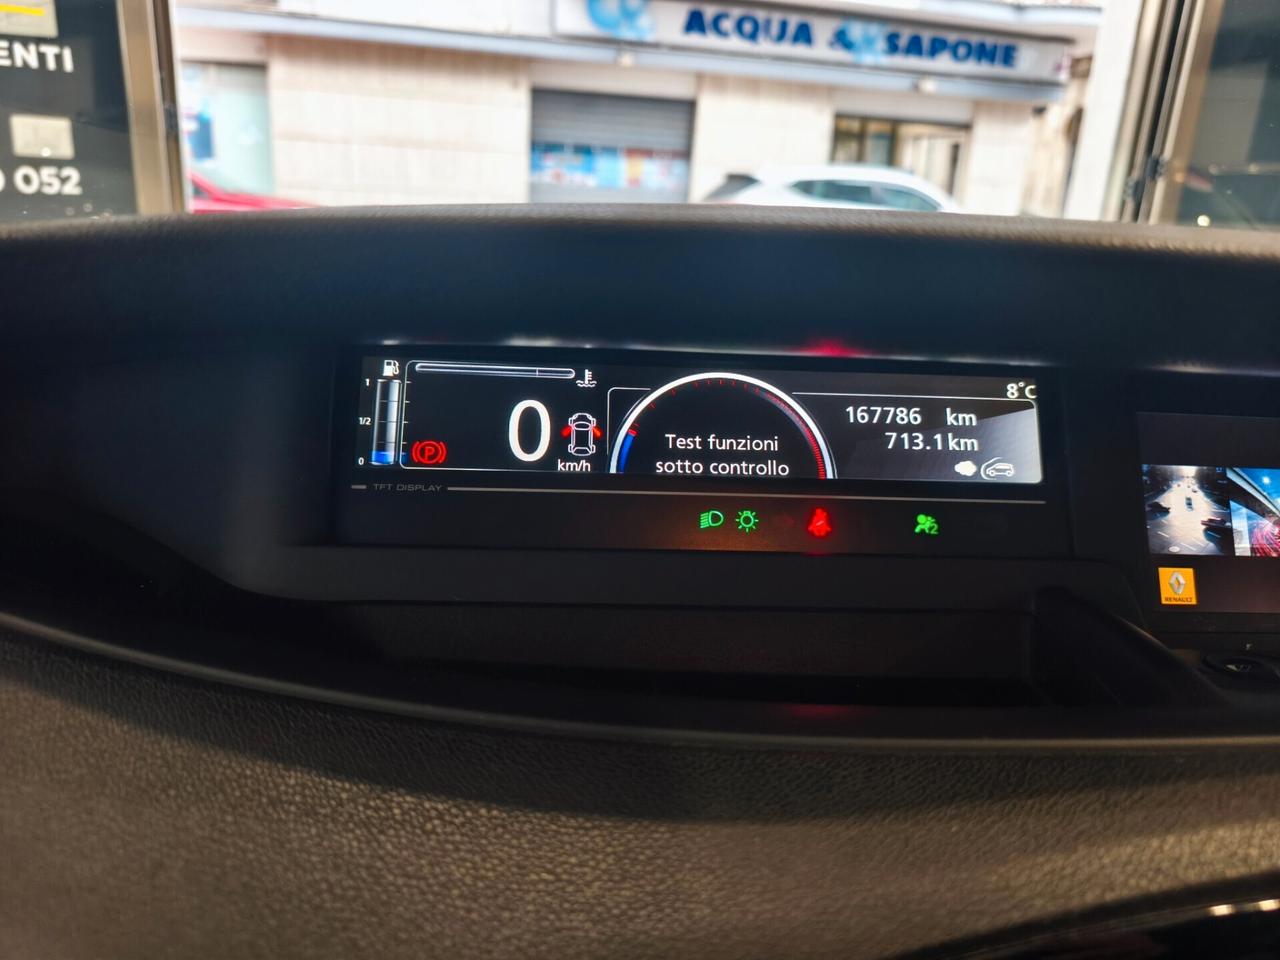 ENTI
052
ACQUA & SAPONE
1
1/2
0
P
0
km/h
Test funzioni
sotto controllo
8°C
167786 km
713.1 km
TFT DISPLAY
2
RENAULT